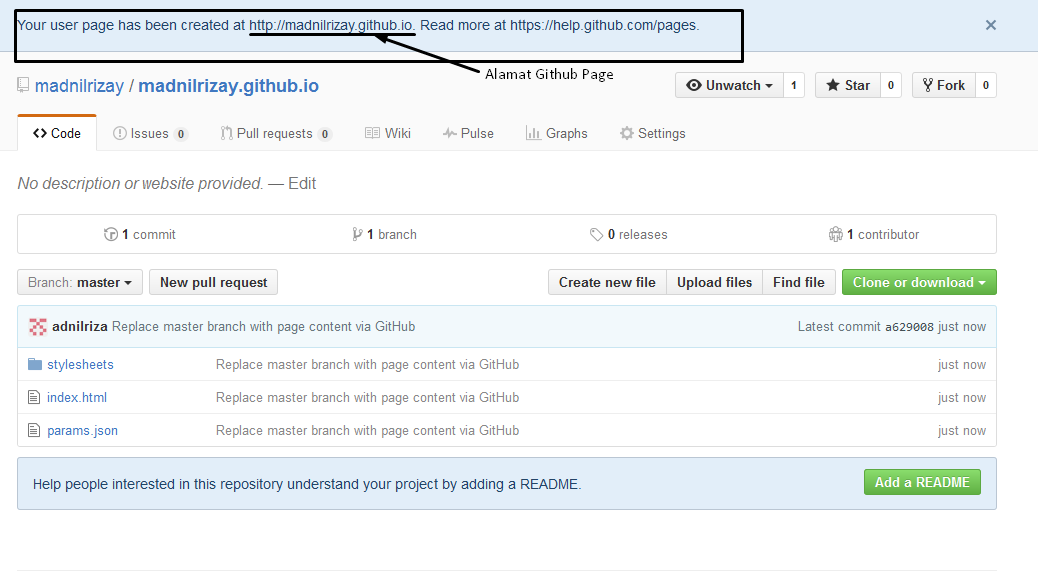 Your user page has been created at http://madnilrizay.github.io. Read more at https://help.github.com/pages.
Alamat Github Page
madnilrizay / madnilrizay.github.io
Unwatch 1 Star 0 Fork 0
Code Issues 0 Pull requests 0 Wiki Pulse Graphs Settings
No description or website provided. — Edit
1 commit 1 branch 0 releases 1 contributor
Branch: master New pull request Create new file Upload files Find file Clone or download
adnilriza Replace master branch with page content via GitHub Latest commit a629008 just now
stylesheets Replace master branch with page content via GitHub just now
index.html Replace master branch with page content via GitHub just now
params.json Replace master branch with page content via GitHub just now
Help people interested in this repository understand your project by adding a README. Add a README